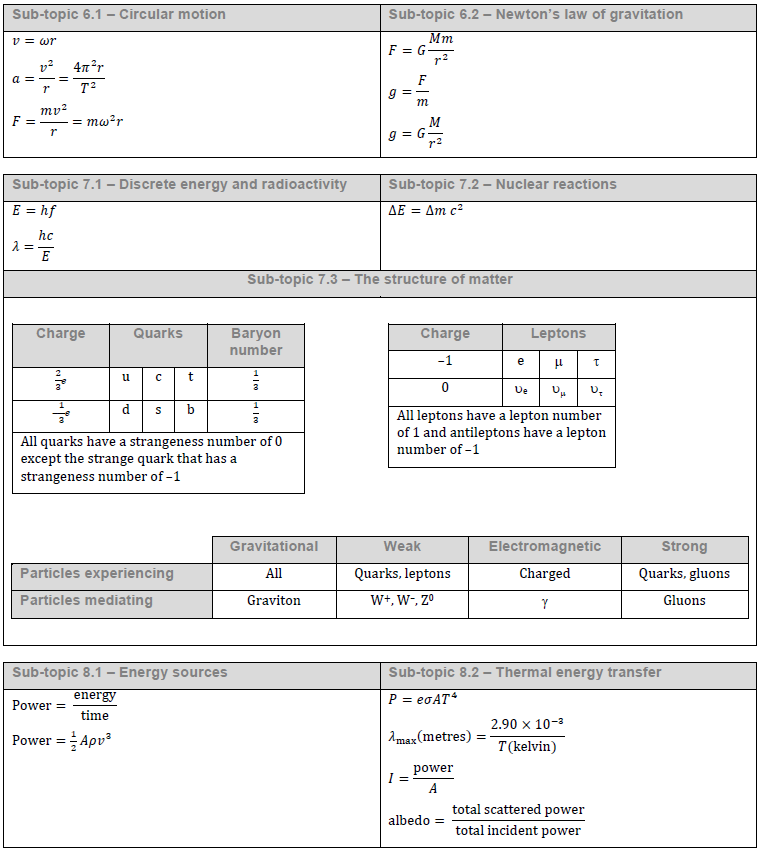 Sub-topic 6.1 – Circular motion
v = ωr
a = v²/r = 4π²r/T²
F = mv²/r = mω²r
Sub-topic 6.2 – Newton's law of gravitation
F = G Mm/r²
g = F/m
g = G M/r²
Sub-topic 7.1 – Discrete energy and radioactivity
E = hf
λ = hc/E
Sub-topic 7.2 – Nuclear reactions
ΔE = Δm c²
Sub-topic 7.3 – The structure of matter
Charge Quarks Baryon
number
2/3 e u c t 1/3
−1/3 e d s b 1/3
All quarks have a strangeness number of 0
except the strange quark that has a
strangeness number of –1
Charge Leptons
–1 e μ τ
0 υe υμ υτ
All leptons have a lepton number
of 1 and antileptons have a lepton
number of –1
Gravitational Weak Electromagnetic Strong
Particles experiencing All Quarks, leptons Charged Quarks, gluons
Particles mediating Graviton W⁺, W⁻, Z⁰ γ Gluons
Sub-topic 8.1 – Energy sources
Power = energy/time
Power = ½ Aρv³
Sub-topic 8.2 – Thermal energy transfer
P = eσAT⁴
λmax(metres) = 2.90 × 10⁻³/T(kelvin)
I = power/A
albedo = total scattered power/total incident power